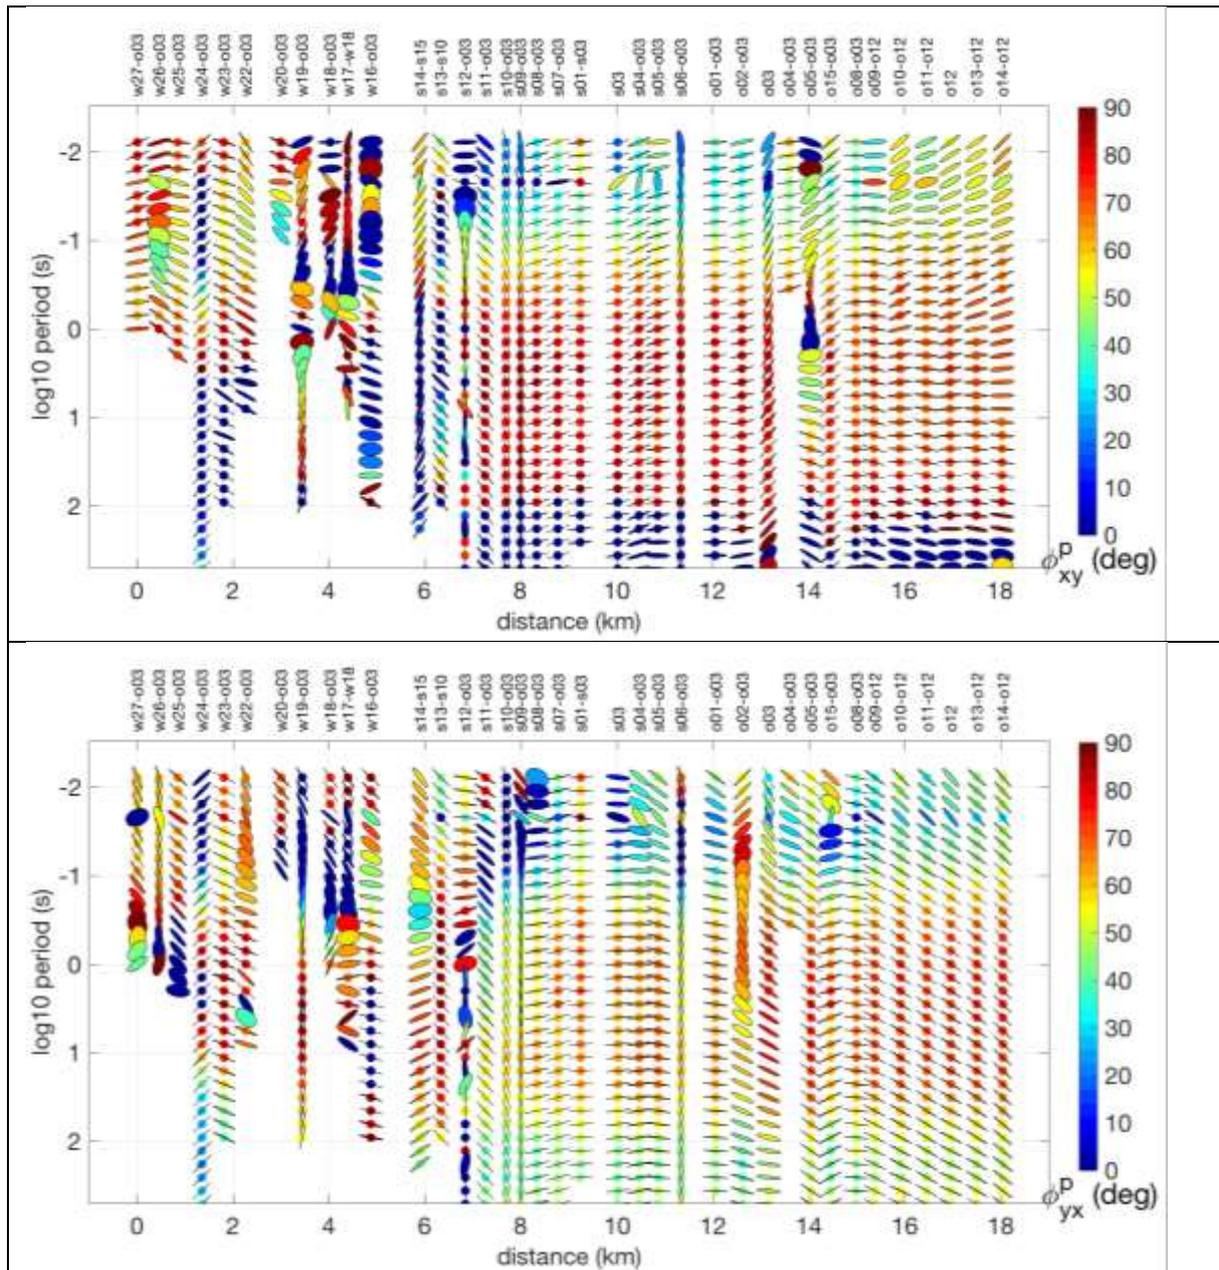 w27-o03
w26-o03
w25-o03
w24-o03
w23-o03
w22-o03
w20-o03
w19-o03
w18-o03
w17-w18
w16-o03
s14-s15
s13-s10
s12-o03
s11-o03
s10-o03
s09-o03
s08-o03
s07-o03
s01-s03
s03
s04-o03
s05-o03
s06-o03
o01-o03
o02-o03
o03
o04-o03
o05-o03
o15-o03
o08-o03
o09-o12
o10-o12
o11-o12
o12
o13-o12
o14-o12
log10 period (s)
-2
-1
0
1
2
0 2 4 6 8 10 12 14 16 18
distance (km)
90
80
70
60
50
40
30
20
10
0
ϕ^p_xy (deg)
w27-o03
w26-o03
w25-o03
w24-o03
w23-o03
w22-o03
w20-o03
w19-o03
w18-o03
w17-w18
w16-o03
s14-s15
s13-s10
s12-o03
s11-o03
s10-o03
s09-o03
s08-o03
s07-o03
s01-s03
s03
s04-o03
s05-o03
s06-o03
o01-o03
o02-o03
o03
o04-o03
o05-o03
o15-o03
o08-o03
o09-o12
o10-o12
o11-o12
o12
o13-o12
o14-o12
log10 period (s)
-2
-1
0
1
2
0 2 4 6 8 10 12 14 16 18
distance (km)
90
80
70
60
50
40
30
20
10
0
ϕ^p_yx (deg)